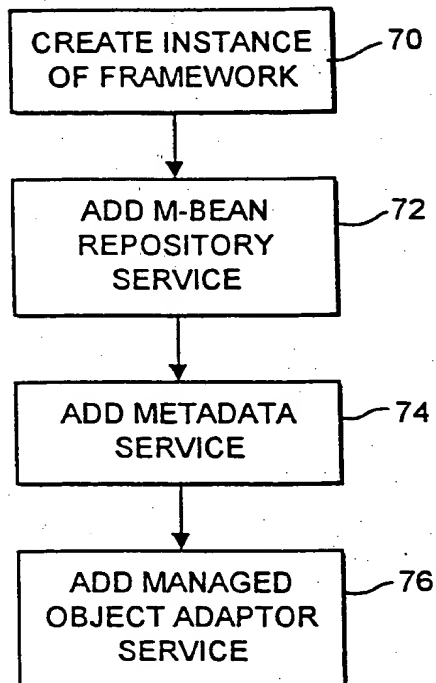 CREATE INSTANCE
OF FRAMEWORK
70
ADD M-BEAN
REPOSITORY
SERVICE
72
ADD METADATA
SERVICE
74
ADD MANAGED
OBJECT ADAPTOR
SERVICE
76